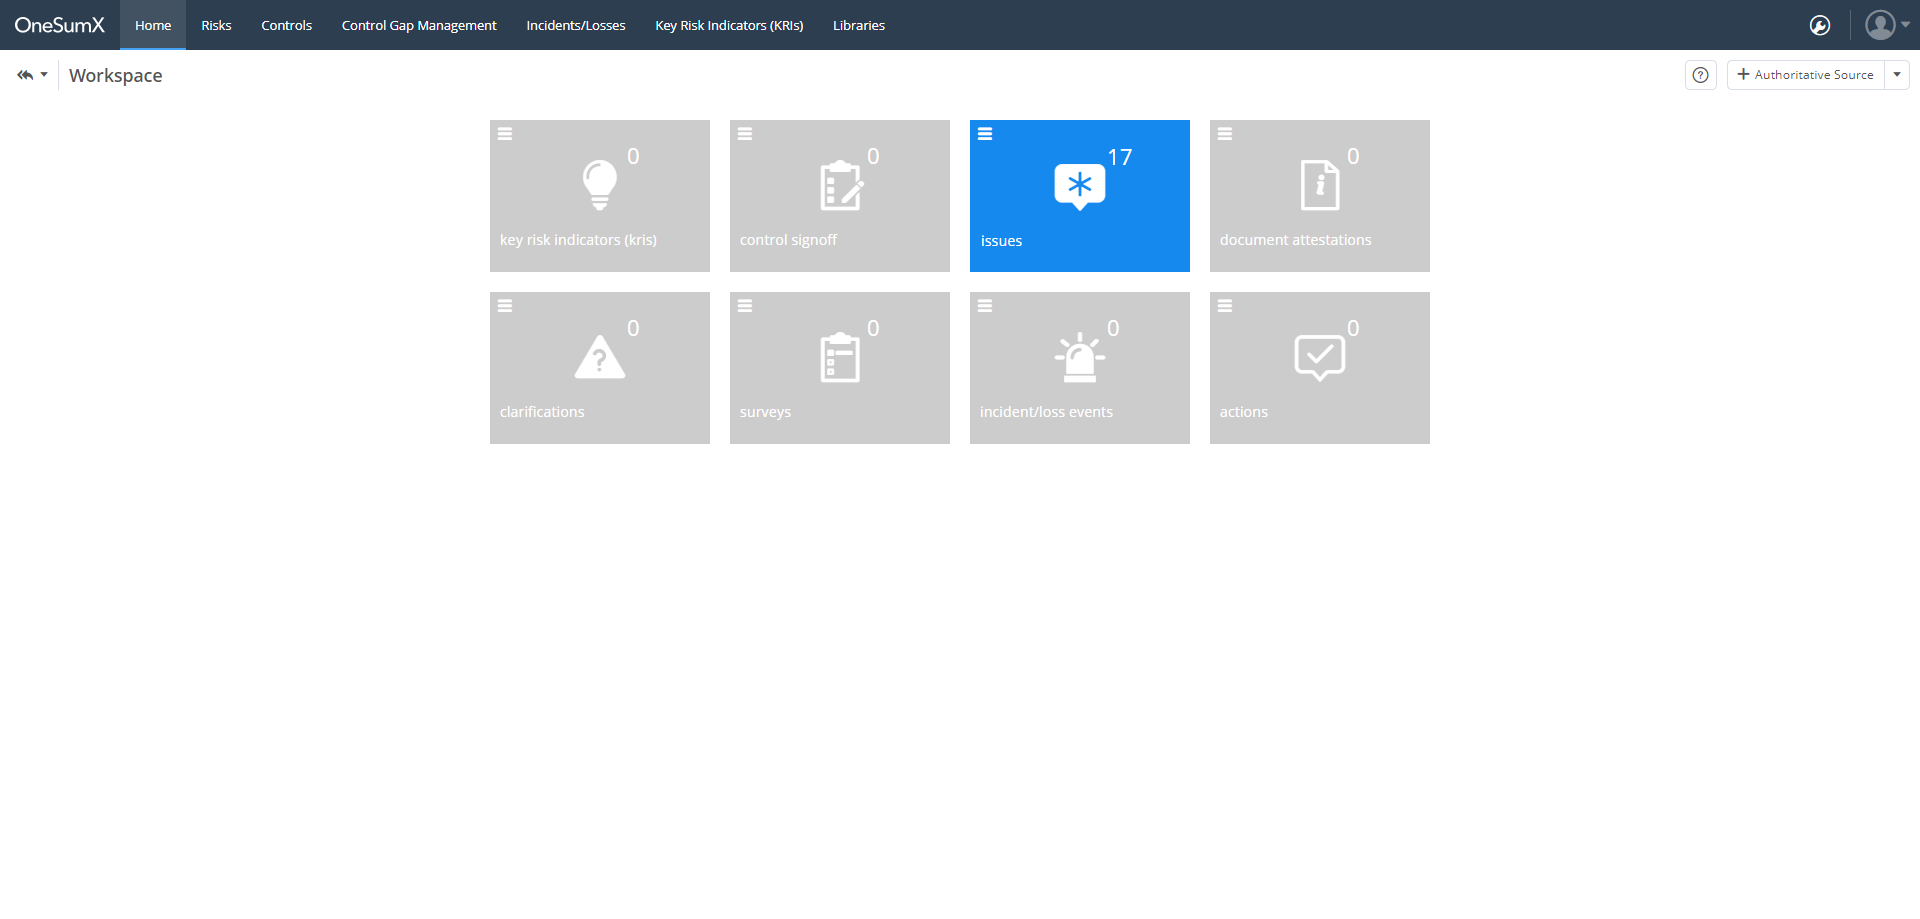 OneSumX Home Risks Controls Control Gap Management Incidents/Losses Key Risk Indicators (KRIs) Libraries
Workspace
? + Authoritative Source
0 0 17 0
key risk indicators (kris) control signoff issues document attestations
0 0 0 0
clarifications surveys incident/loss events actions